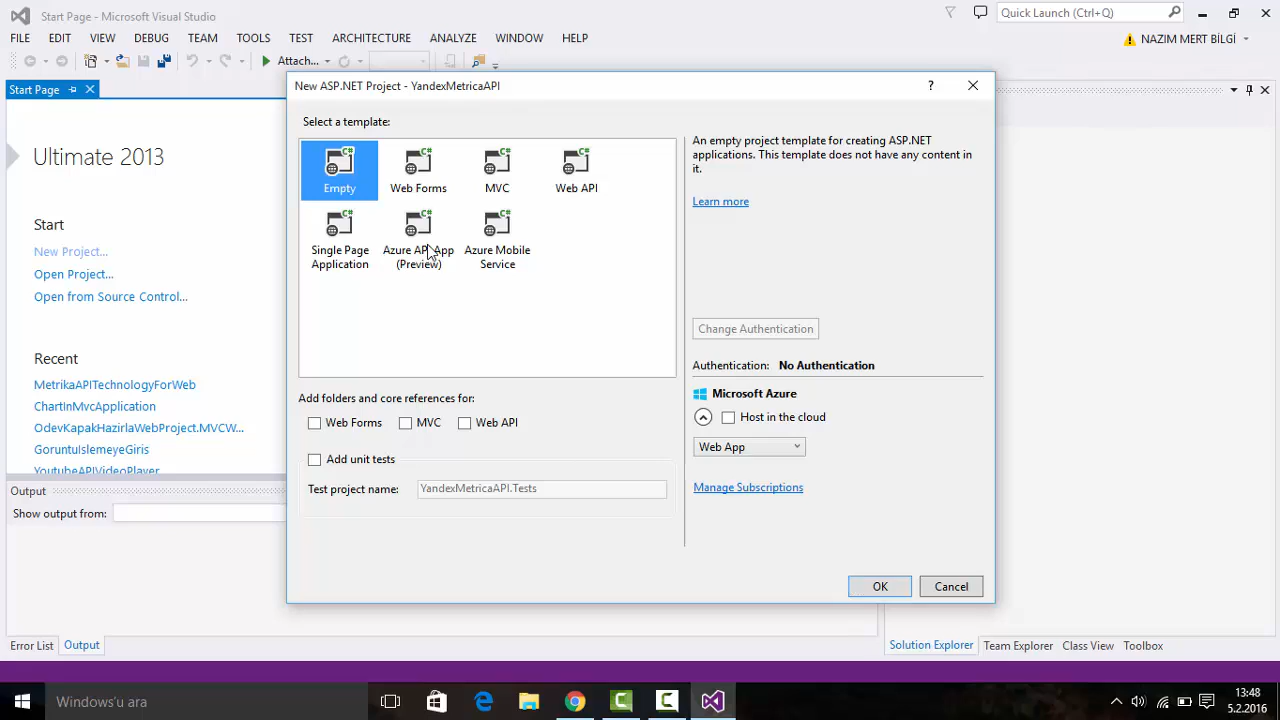 Start Page - Microsoft Visual Studio
Quick Launch (Ctrl+Q)
FILE EDIT VIEW DEBUG TEAM TOOLS TEST ARCHITECTURE ANALYZE WINDOW HELP
NAZIM MERT BİLGİ
Attach...
Start Page
New ASP.NET Project - YandexMetricaAPI
?
Select a template:
C# C# C# C#
Empty Web Forms MVC Web API
C# C# C#
Single Page Application
Azure API App (Preview)
Azure Mobile Service
An empty project template for creating ASP.NET
applications. This template does not have any content in
it.
Learn more
Change Authentication
Authentication: No Authentication
Microsoft Azure
Host in the cloud
Web App
Manage Subscriptions
Add folders and core references for:
Web Forms MVC Web API
Add unit tests
Test project name: YandexMetricaAPI.Tests
OK Cancel
Ultimate 2013
Start
New Project...
Open Project...
Open from Source Control...
Recent
MetrikaAPITechnologyForWeb
ChartInMvcApplication
OdevKapakHazirlaWebProject.MVCW...
GoruntuIslemeyeGiris
YoutubeAPIVideoPlayer
Output
Show output from:
Error List Output
Solution Explorer Team Explorer Class View Toolbox
Windows'u ara
13:48
5.2.2016